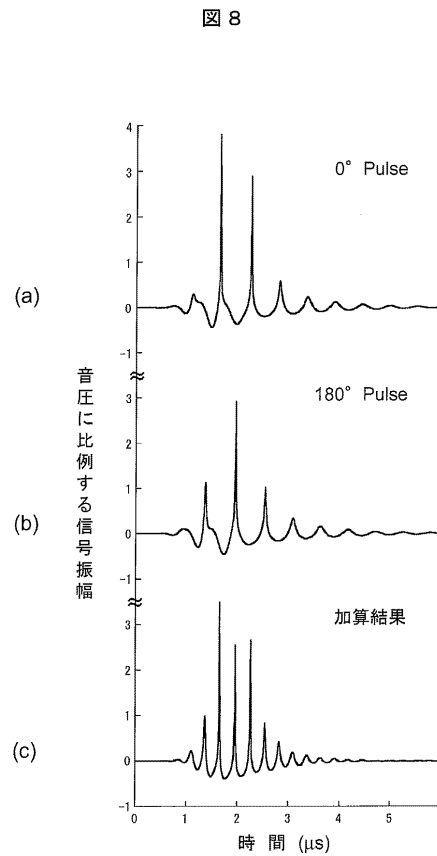 図 8
4
3
2
1
0
-1
0° Pulse
(a)
3
2
1
0
-1
180° Pulse
(b)
音圧に比例する信号振幅
3
2
1
0
-1
加算結果
(c)
0 1 2 3 4 5
時 間 (μs)